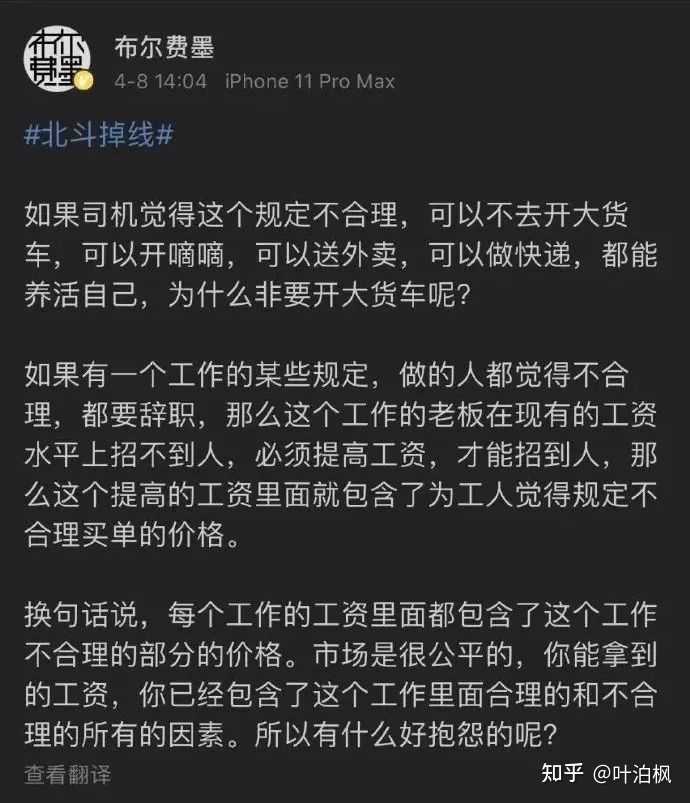 布尔费墨
布尔费墨
4-8 14:04 iPhone 11 Pro Max
#北斗掉线#
如果司机觉得这个规定不合理，可以不去开大货
车，可以开嘀嘀，可以送外卖，可以做快递，都能
养活自己，为什么非要开大货车呢？
如果有一个工作的某些规定，做的人都觉得不合
理，都要辞职，那么这个工作的老板在现有的工资
水平上招不到人，必须提高工资，才能招到人，那
么这个提高的工资里面就包含了为工人觉得规定不
合理买单的价格。
换句话说，每个工作的工资里面都包含了这个工作
不合理的部分的价格。市场是很公平的，你能拿到
的工资，你已经包含了这个工作里面合理的和不合
理的所有的因素。所以有什么好抱怨的呢？
查看翻译
知乎 @叶泊枫